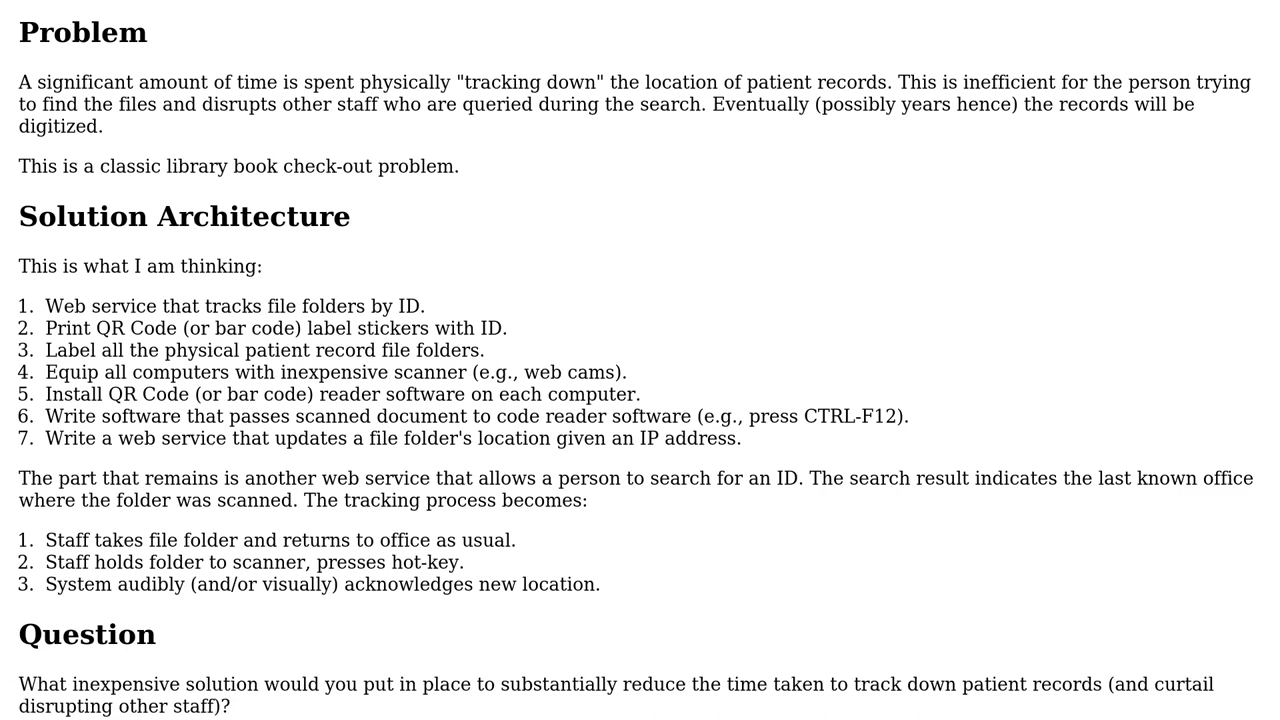 Problem
A significant amount of time is spent physically "tracking down" the location of patient records. This is inefficient for the person trying
to find the files and disrupts other staff who are queried during the search. Eventually (possibly years hence) the records will be
digitized.
This is a classic library book check-out problem.
Solution Architecture
This is what I am thinking:
1. Web service that tracks file folders by ID.
2. Print QR Code (or bar code) label stickers with ID.
3. Label all the physical patient record file folders.
4. Equip all computers with inexpensive scanner (e.g., web cams).
5. Install QR Code (or bar code) reader software on each computer.
6. Write software that passes scanned document to code reader software (e.g., press CTRL-F12).
7. Write a web service that updates a file folder's location given an IP address.
The part that remains is another web service that allows a person to search for an ID. The search result indicates the last known office
where the folder was scanned. The tracking process becomes:
1. Staff takes file folder and returns to office as usual.
2. Staff holds folder to scanner, presses hot-key.
3. System audibly (and/or visually) acknowledges new location.
Question
What inexpensive solution would you put in place to substantially reduce the time taken to track down patient records (and curtail
disrupting other staff)?